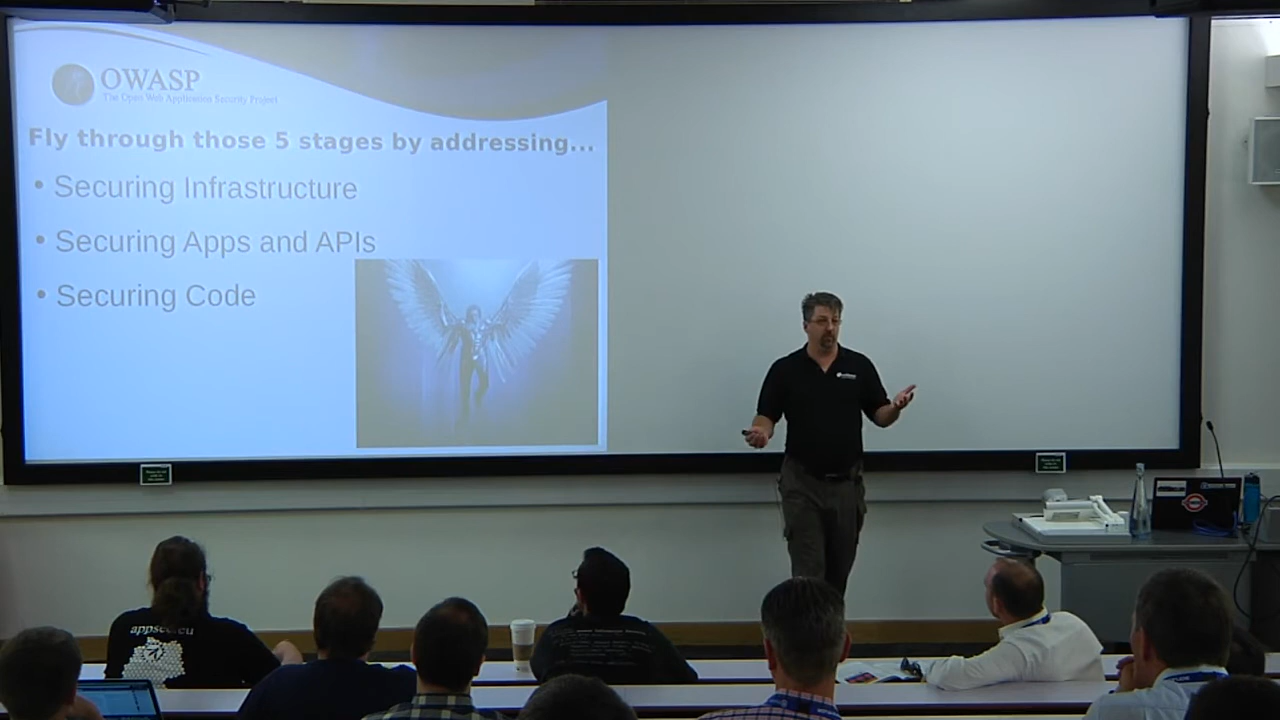 OWASP
The Open Web Application Security Project
Fly through those 5 stages by addressing...
• Securing Infrastructure
• Securing Apps and APIs
• Securing Code
appsec.eu